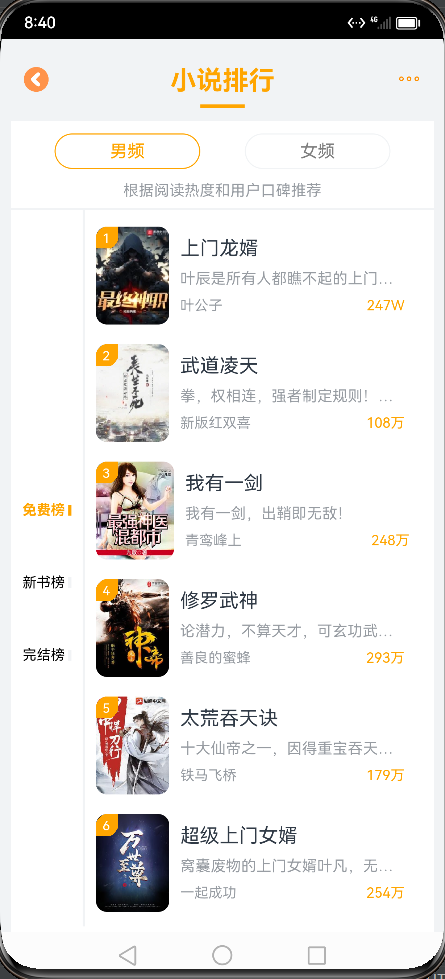 8:40
4G
小说排行
男频
女频
根据阅读热度和用户口碑推荐
免费榜
新书榜
完结榜
1
最终神职
上门龙婿
叶辰是所有人都瞧不起的上门...
叶公子
247W
2
长生不死
武道凌天
拳，权相连，强者制定规则！...
新版红双喜
108万
3
最强神医
混都市
我有一剑
我有一剑，出鞘即无敌！
青鸾峰上
248万
4
神帝
修罗武神
论潜力，不算天才，可玄功武...
善良的蜜蜂
293万
5
太荒吞天诀
十大仙帝之一，因得重宝吞天...
铁马飞桥
179万
6
万世至尊
超级上门女婿
窝囊废物的上门女婿叶凡，无...
一起成功
254万